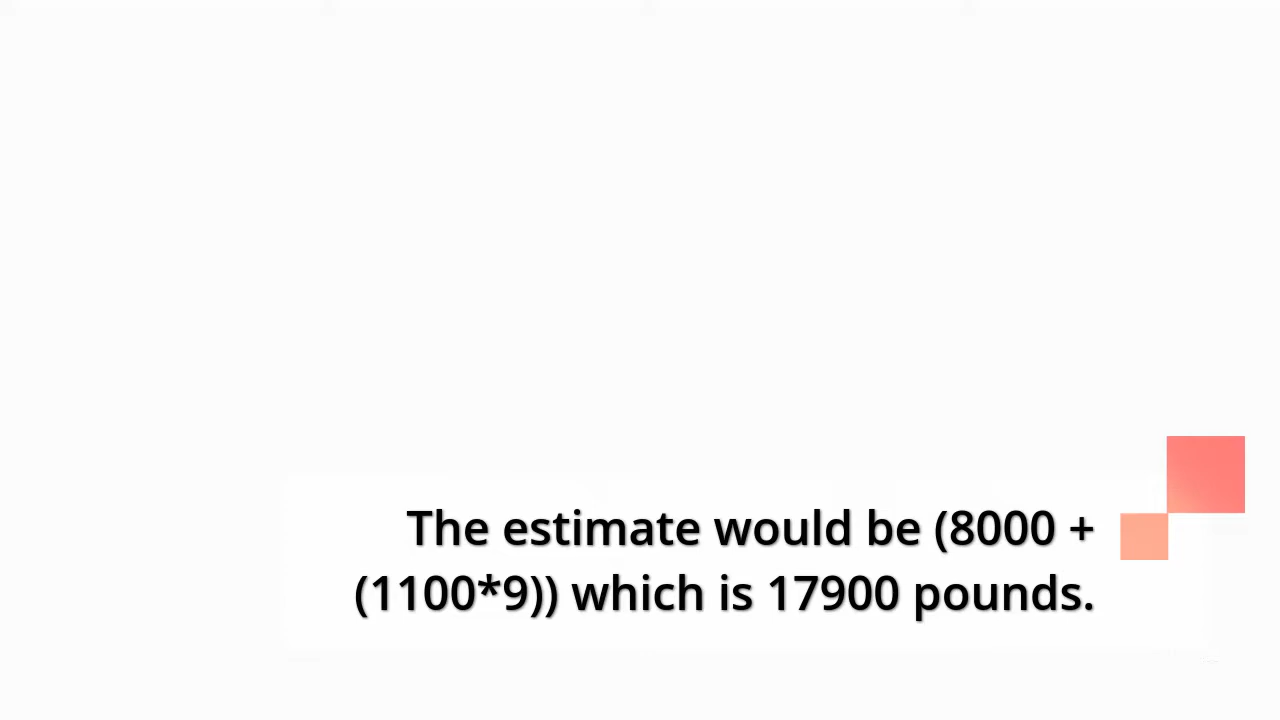 The estimate would be (8000 +
(1100*9)) which is 17900 pounds.